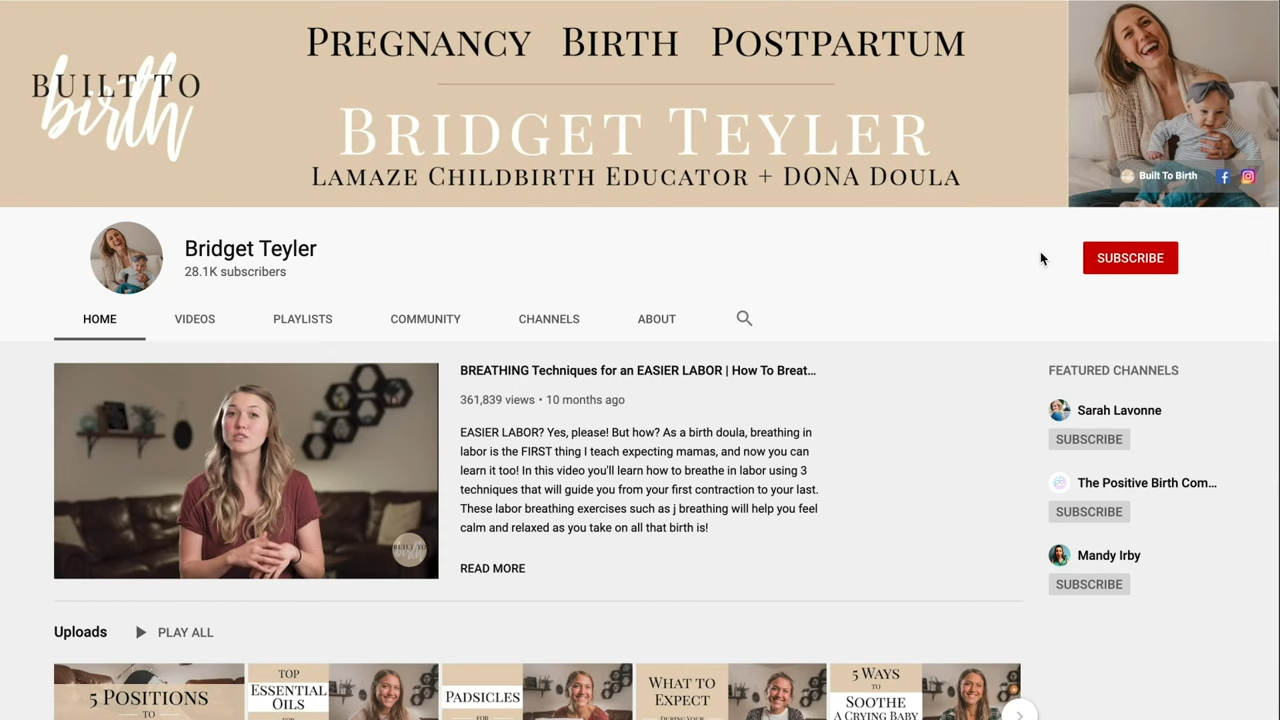 BUILT TO
birth
PREGNANCY BIRTH POSTPARTUM
BRIDGET TEYLER
LAMAZE CHILDBIRTH EDUCATOR + DONA DOULA
Built To Birth
Bridget Teyler
28.1K subscribers
SUBSCRIBE
HOME VIDEOS PLAYLISTS COMMUNITY CHANNELS ABOUT
BREATHING Techniques for an EASIER LABOR | How To Breat...
361,839 views • 10 months ago
EASIER LABOR? Yes, please! But how? As a birth doula, breathing in
labor is the FIRST thing I teach expecting mamas, and now you can
learn it too! In this video you'll learn how to breathe in labor using 3
techniques that will guide you from your first contraction to your last.
These labor breathing exercises such as j breathing will help you feel
calm and relaxed as you take on all that birth is!
READ MORE
BUILT TO
birth
FEATURED CHANNELS
Sarah Lavonne
SUBSCRIBE
The Positive Birth Com...
SUBSCRIBE
Mandy Irby
SUBSCRIBE
Uploads PLAY ALL
5 POSITIONS
TO
TOP
ESSENTIAL
OILS
PADSICLES
WHAT TO
EXPECT
5 WAYS
TO
SOOTHE
A CRYING BABY